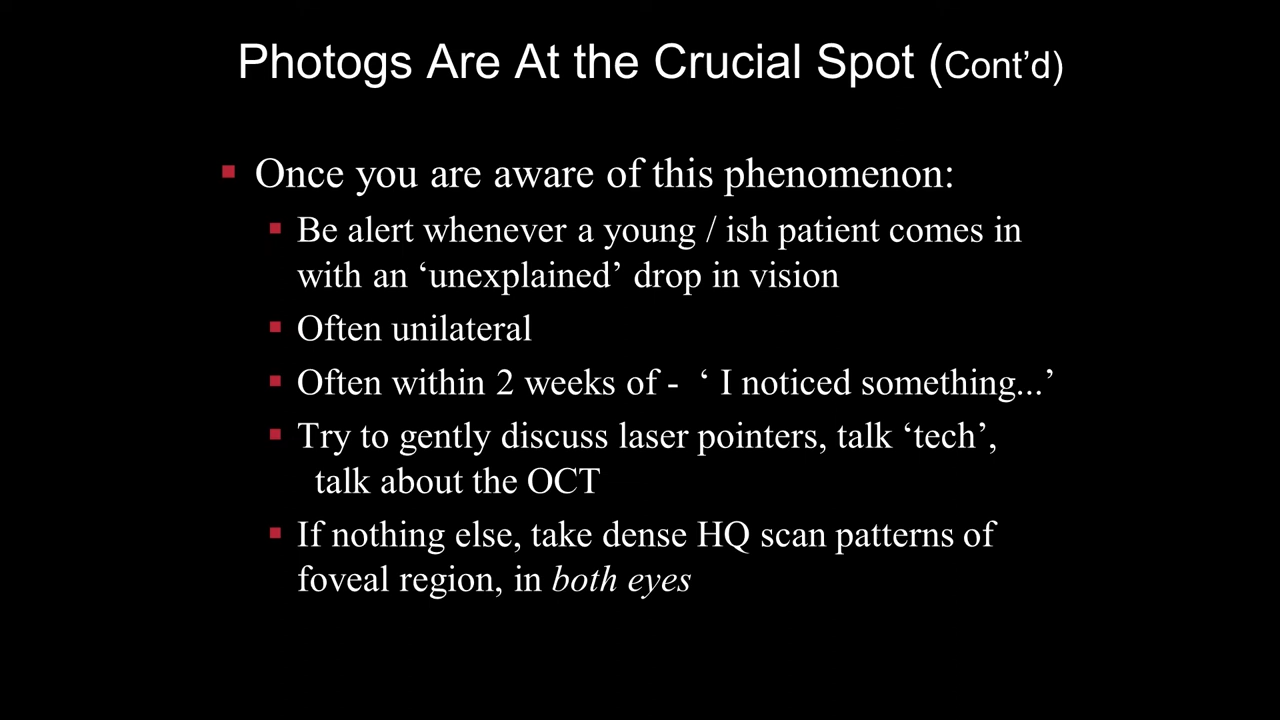 Photogs Are At the Crucial Spot (Cont’d)
Once you are aware of this phenomenon:
Be alert whenever a young / ish patient comes in
with an ‘unexplained’ drop in vision
Often unilateral
Often within 2 weeks of - ‘ I noticed something...’
Try to gently discuss laser pointers, talk ‘tech’,
talk about the OCT
If nothing else, take dense HQ scan patterns of
foveal region, in both eyes